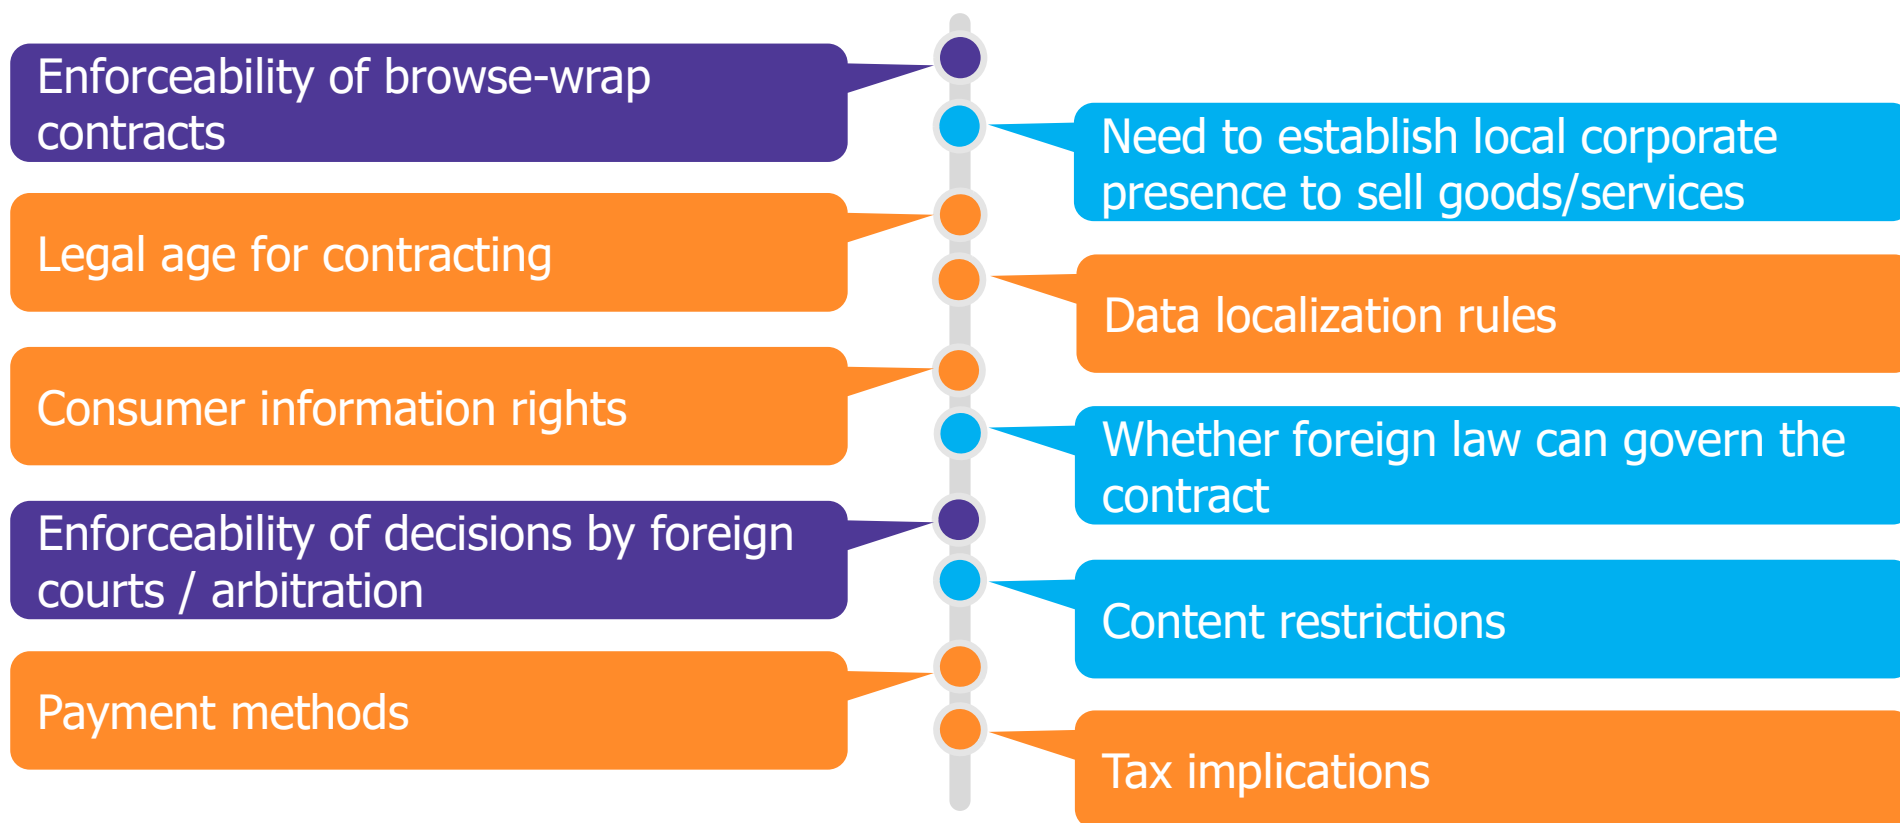 Enforceability of browse-wrap
contracts
Need to establish local corporate
presence to sell goods/services
Legal age for contracting
Data localization rules
Consumer information rights
Whether foreign law can govern the
contract
Enforceability of decisions by foreign
courts / arbitration
Content restrictions
Payment methods
Tax implications